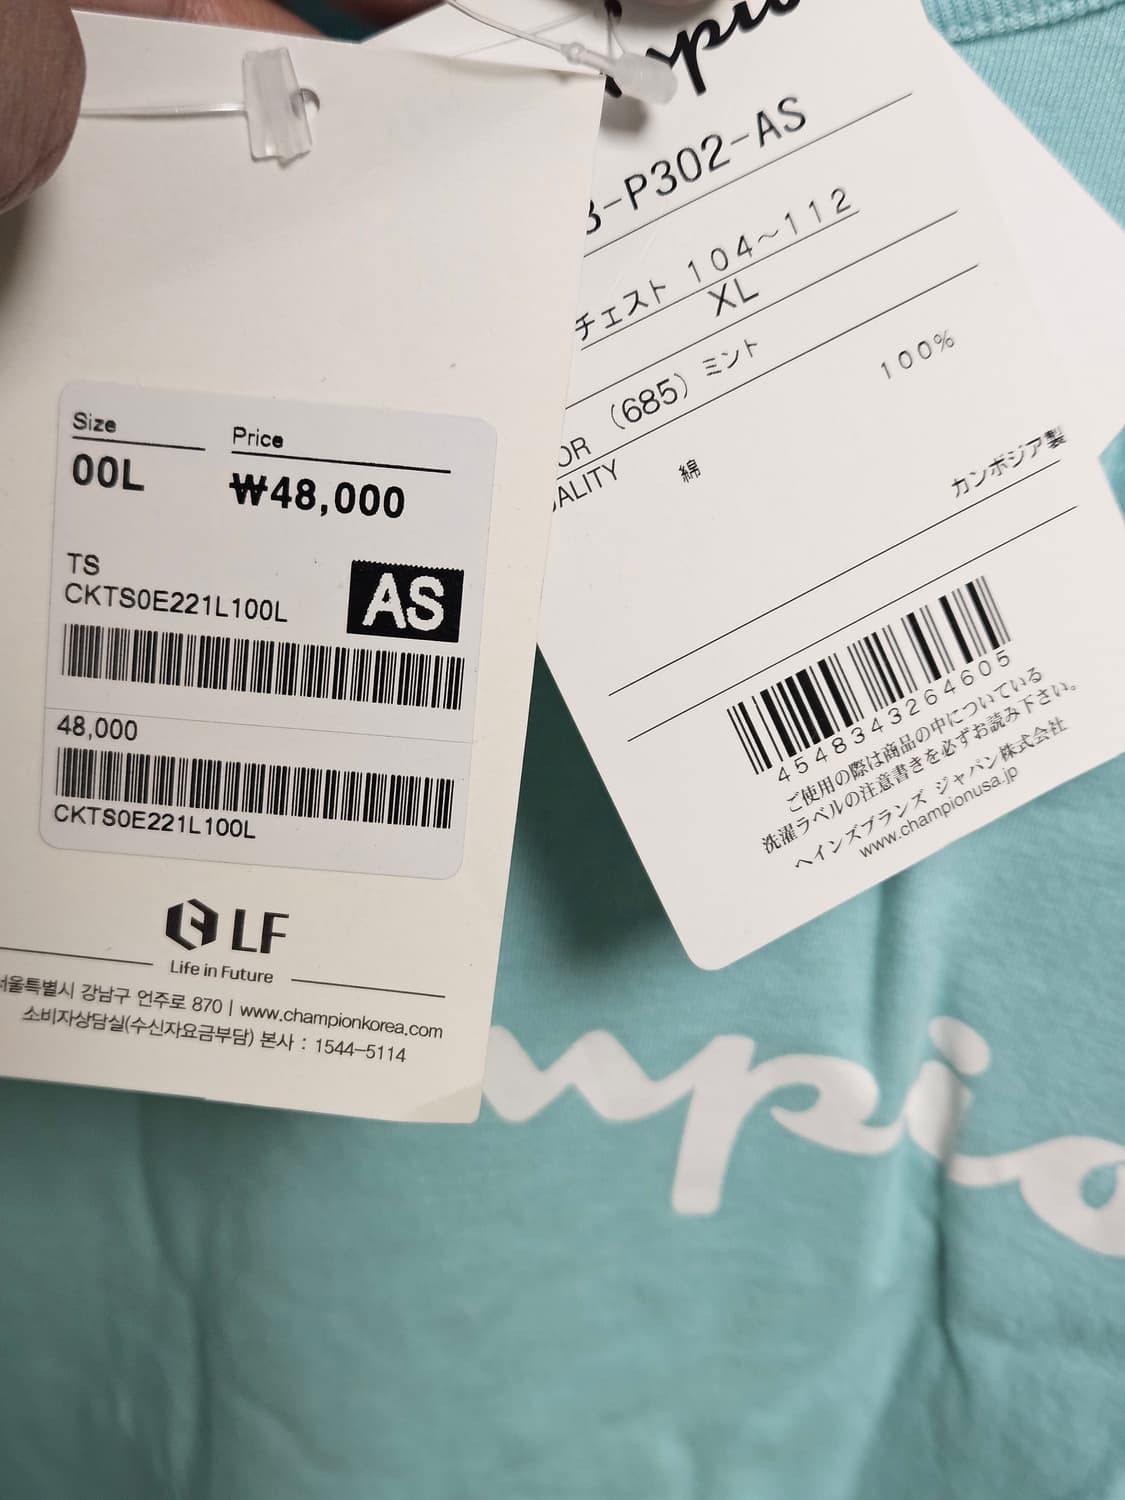 Size
Price
00L
₩48,000
TS
CKTS0E221L100L
AS
48,000
CKTS0E221L100L
LF
Life in Future
서울특별시 강남구 언주로 870 | www.championkorea.com
소비자상담실(수신자요금부담) 본사 : 1544-5114
3-P302-AS
チェスト 104~112
XL
OR (685) ミント
ALITY 綿 100%
カンボジア製
4548343264605
ご使用の際は商品の中についている
洗濯ラベルの注意書きを必ずお読み下さい。
ヘインズブランズ ジャパン株式会社
www.championusa.jp
mpio